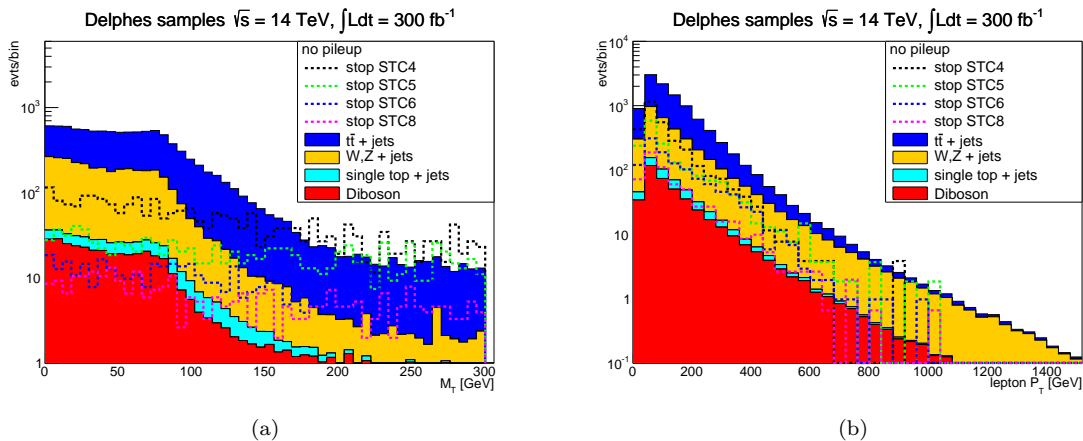 Delphes samples √s = 14 TeV, ∫Ldt = 300 fb⁻¹
evts/bin
10³
10²
10
1
no pileup
stop STC4
stop STC5
stop STC6
stop STC8
tt̄ + jets
W,Z + jets
single top + jets
Diboson
0 50 100 150 200 250 300
M_T [GeV]
(a)
Delphes samples √s = 14 TeV, ∫Ldt = 300 fb⁻¹
evts/bin
10⁴
10³
10²
10
1
10⁻¹
no pileup
stop STC4
stop STC5
stop STC6
stop STC8
tt̄ + jets
W,Z + jets
single top + jets
Diboson
0 200 400 600 800 1000 1200 1400
lepton P_T [GeV]
(b)